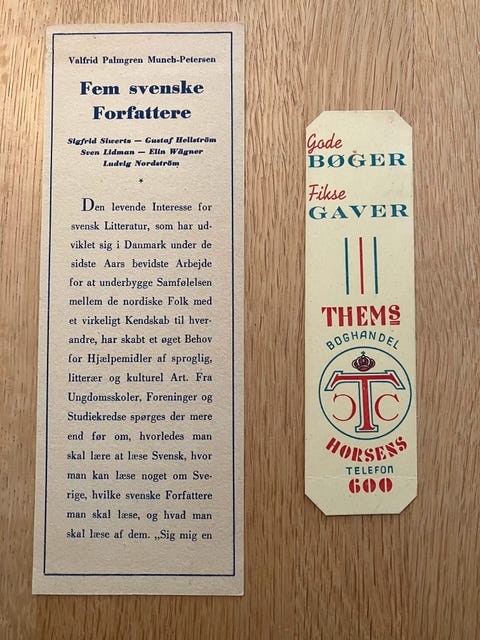 Valfrid Palmgren Munch-Petersen
Fem svenske
Forfattere
Sigfrid Siwertz — Gustaf Hellström
Sven Lidman — Elin Wägner
Ludvig Nordström
*
Den levende Interesse for
svensk Litteratur, som har ud-
viklet sig i Danmark under de
sidste Aars bevidste Arbejde
for at underbygge Samfølelsen
mellem de nordiske Folk med
et virkeligt Kendskab til hver-
andre, har skabt et øget Behov
for Hjælpemidler af sproglig,
litterær og kulturel Art. Fra
Ungdomsskoler, Foreninger og
Studiekredse spørges der mere
end før om, hvorledes man
skal lære at læse Svensk, hvor
man kan læse noget om Sve-
rige, hvilke svenske Forfattere
man skal læse, og hvad man
skal læse af dem. „Sig mig en
Gode
BØGER
Fikse
GAVER
THEMS
BOGHANDEL
CTC
HORSENS
TELEFON
600